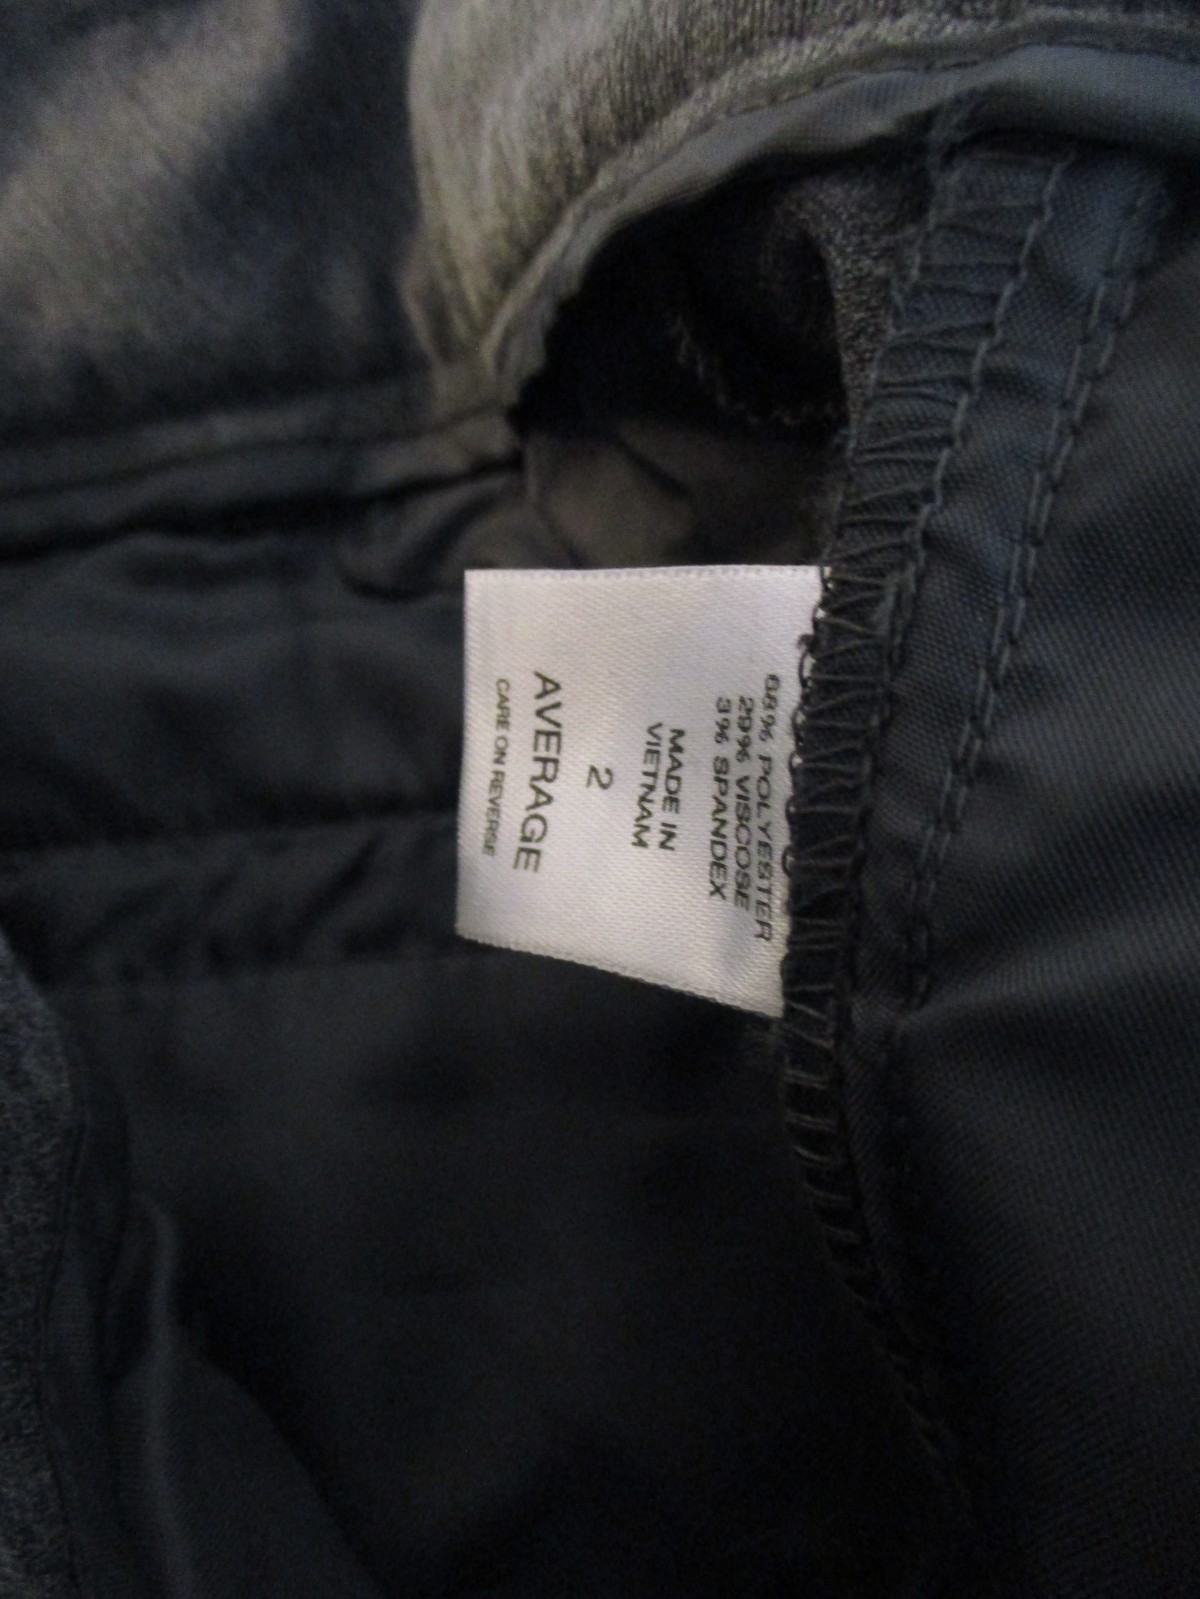 68% POLYESTER
29% VISCOSE
3% SPANDEX
MADE IN
VIETNAM
2
AVERAGE
CARE ON REVERSE